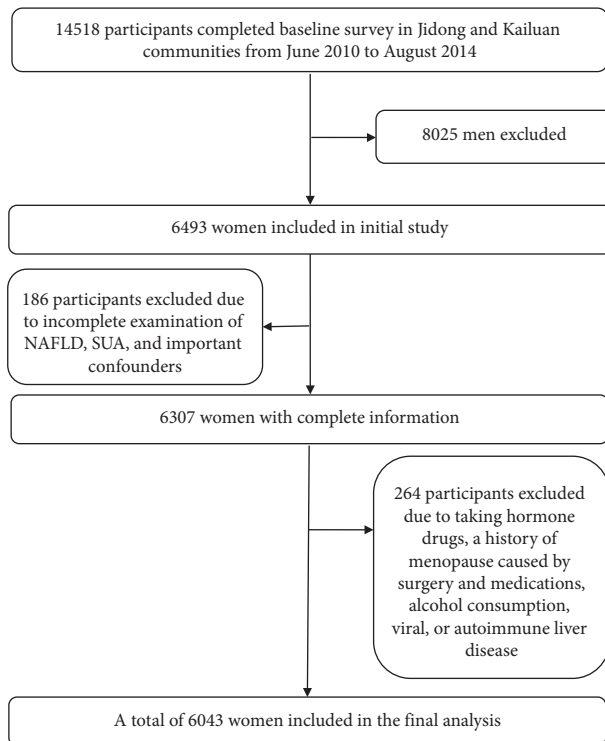 14518 participants completed baseline survey in Jidong and Kailuan
communities from June 2010 to August 2014
8025 men excluded
6493 women included in initial study
186 participants excluded due
to incomplete examination of
NAFLD, SUA, and important
confounders
6307 women with complete information
264 participants excluded
due to taking hormone
drugs, a history of
menopause caused by
surgery and medications,
alcohol consumption,
viral, or autoimmune liver
disease
A total of 6043 women included in the final analysis